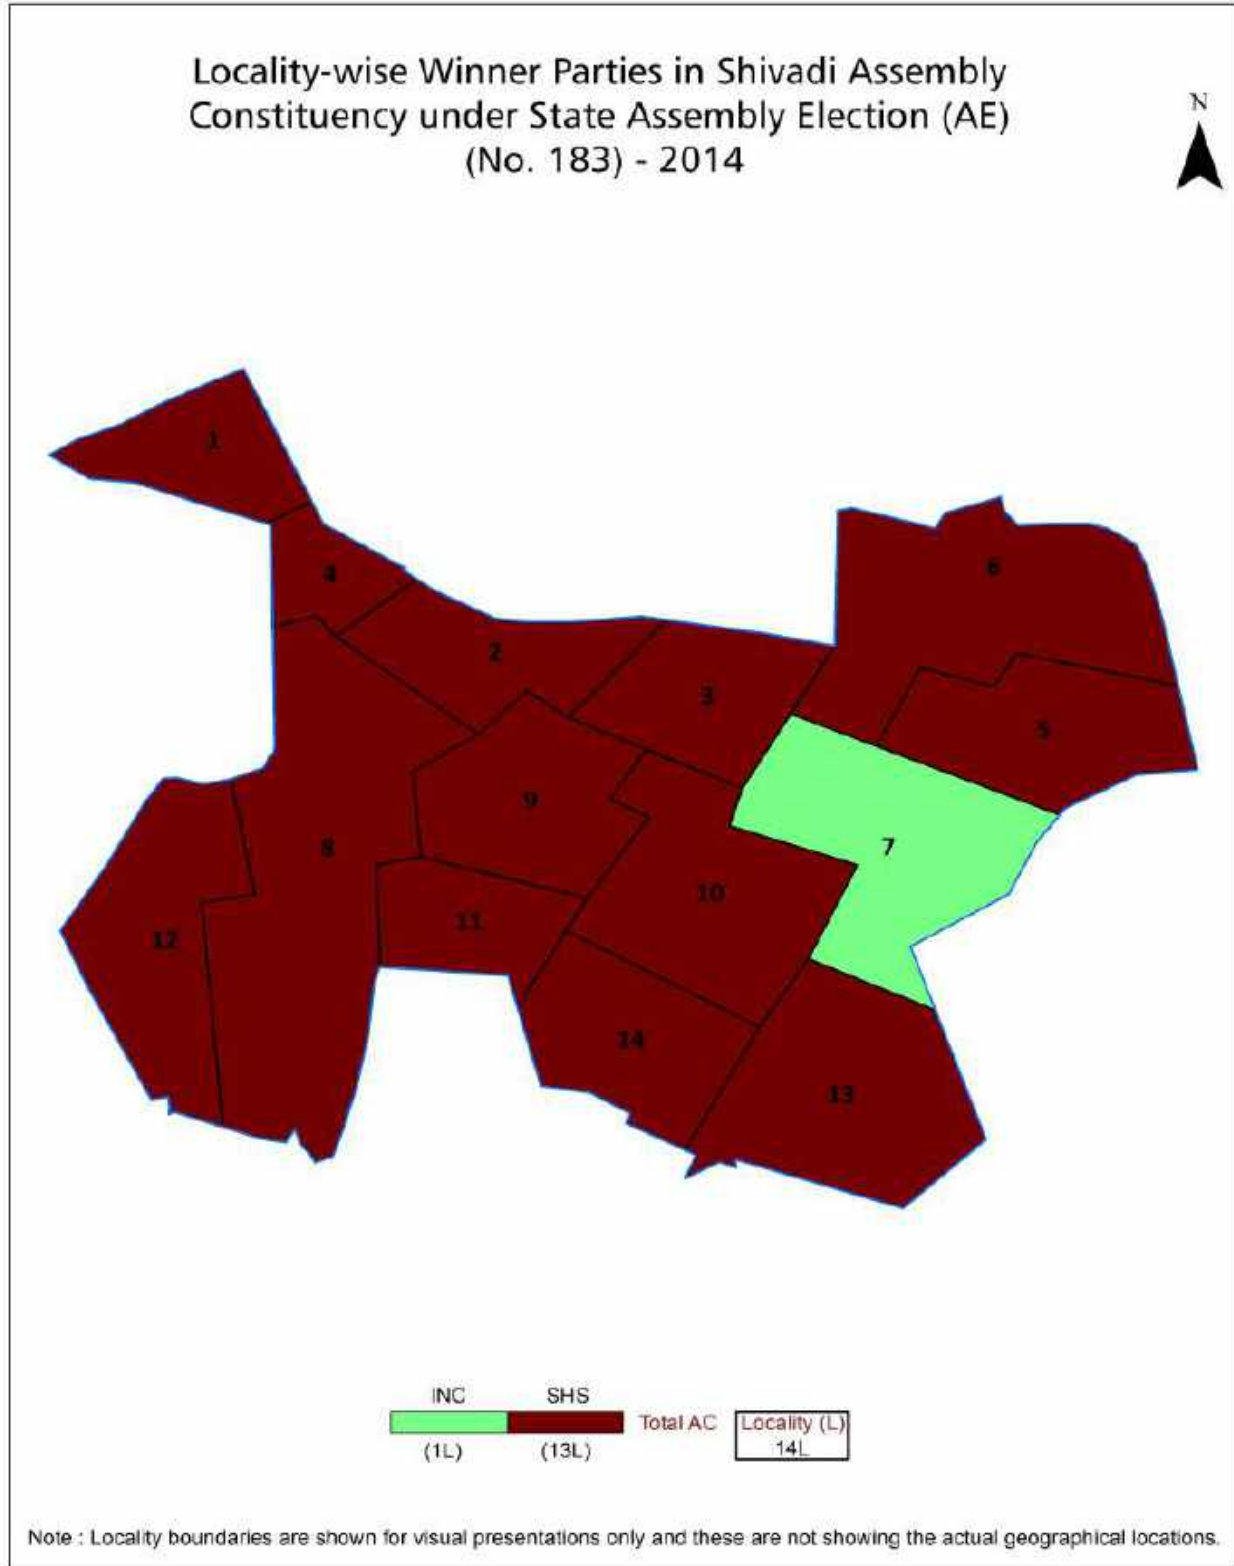 Locality-wise Winner Parties in Shivadi Assembly
Constituency under State Assembly Election (AE)
(No. 183) - 2014
N
1
4
6
2
3
5
9
7
8
10
11
12
14
13
INC SHS
Total AC Locality (L)
(1L) (13L) 14L
Note : Locality boundaries are shown for visual presentations only and these are not showing the actual geographical locations.